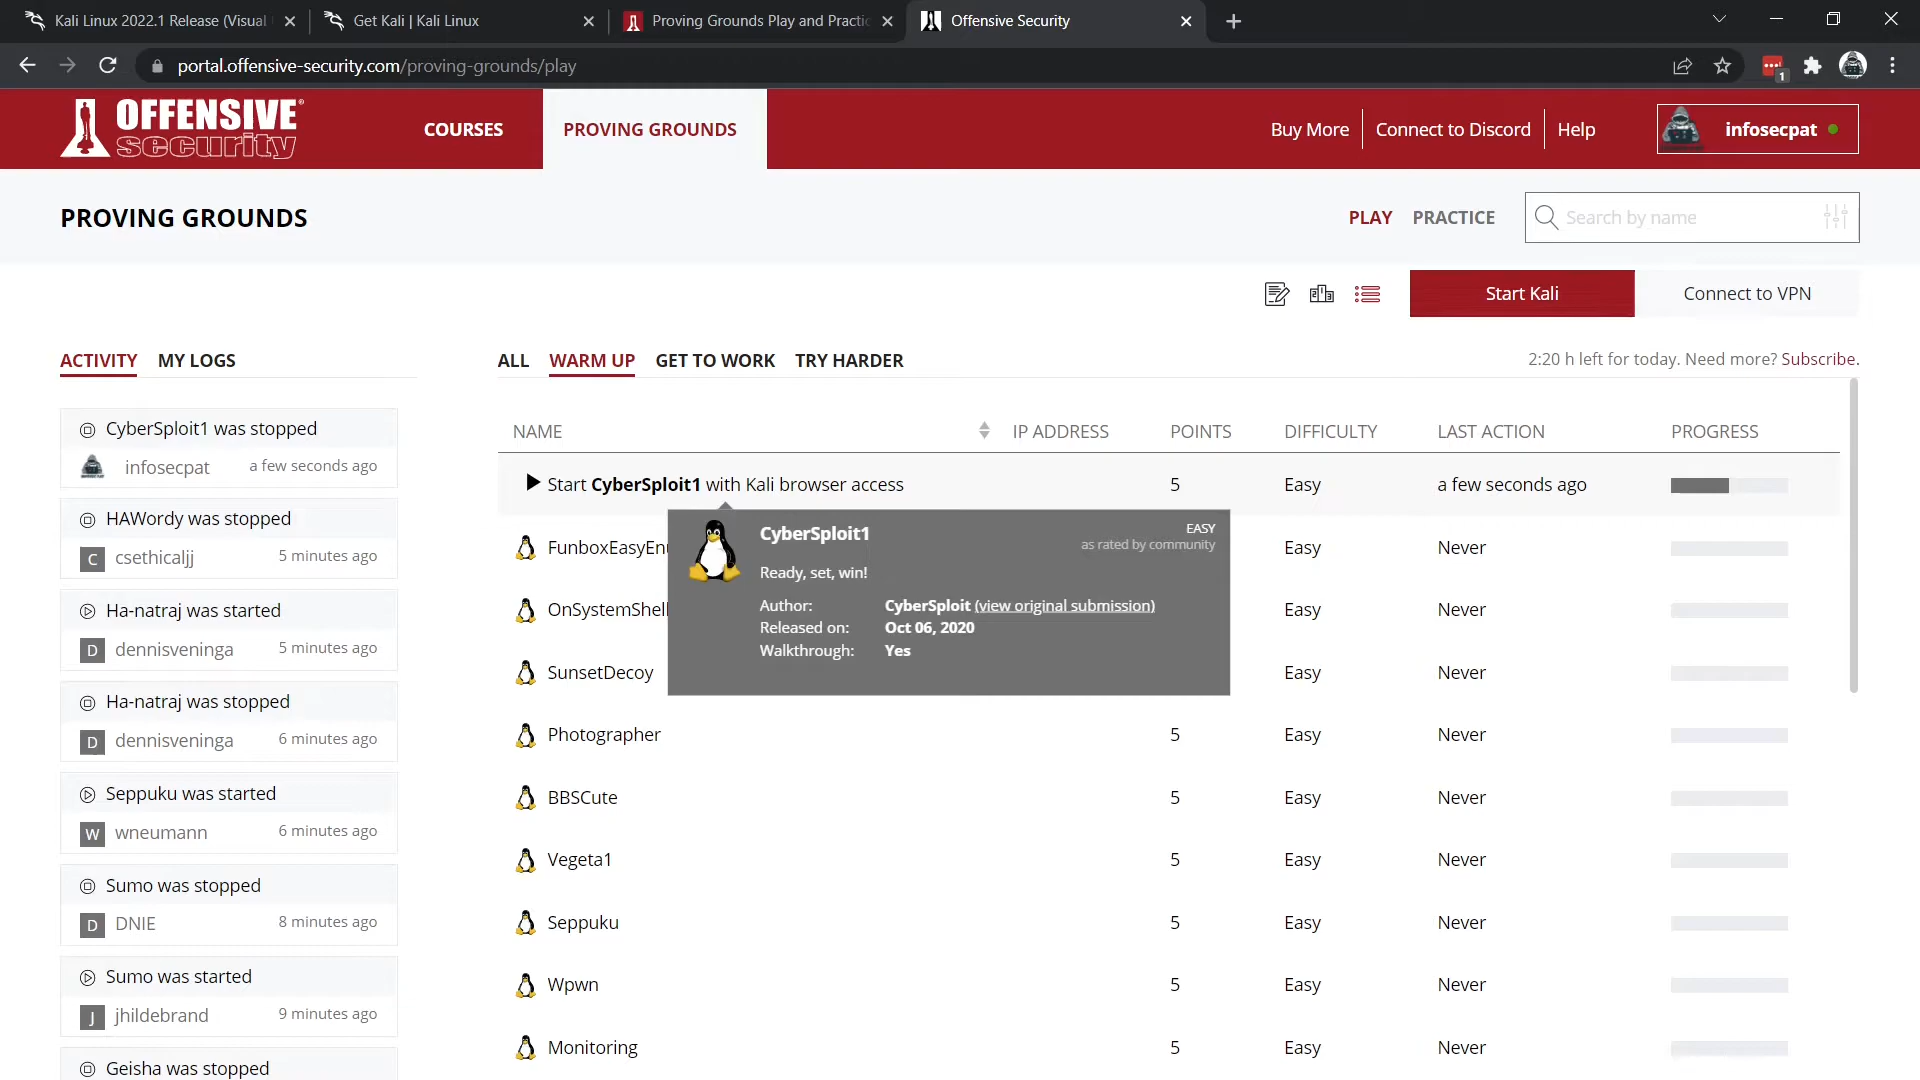 Kali Linux 2022.1 Release (Visual
Get Kali | Kali Linux
Proving Grounds Play and Practic
Offensive Security
portal.offensive-security.com/proving-grounds/play
1
OFFENSIVE
security
COURSES
PROVING GROUNDS
Buy More
Connect to Discord
Help
infosecpat
PROVING GROUNDS
PLAY
PRACTICE
Search by name
Start Kali
Connect to VPN
ACTIVITY
MY LOGS
ALL
WARM UP
GET TO WORK
TRY HARDER
2:20 h left for today. Need more? Subscribe.
CyberSploit1 was stopped
infosecpat a few seconds ago
HAWordy was stopped
C csethicaljj 5 minutes ago
Ha-natraj was started
D dennisveninga 5 minutes ago
Ha-natraj was stopped
D dennisveninga 6 minutes ago
Seppuku was started
W wneumann 6 minutes ago
Sumo was stopped
D DNIE 8 minutes ago
Sumo was started
J jhildebrand 9 minutes ago
Geisha was stopped
NAME IP ADDRESS POINTS DIFFICULTY LAST ACTION PROGRESS
Start CyberSploit1 with Kali browser access 5 Easy a few seconds ago
FunboxEasyEnu Easy Never
OnSystemShell Easy Never
SunsetDecoy Easy Never
CyberSploit1
EASY
as rated by community
Ready, set, win!
Author: CyberSploit (view original submission)
Released on: Oct 06, 2020
Walkthrough: Yes
Photographer 5 Easy Never
BBSCute 5 Easy Never
Vegeta1 5 Easy Never
Seppuku 5 Easy Never
Wpwn 5 Easy Never
Monitoring 5 Easy Never